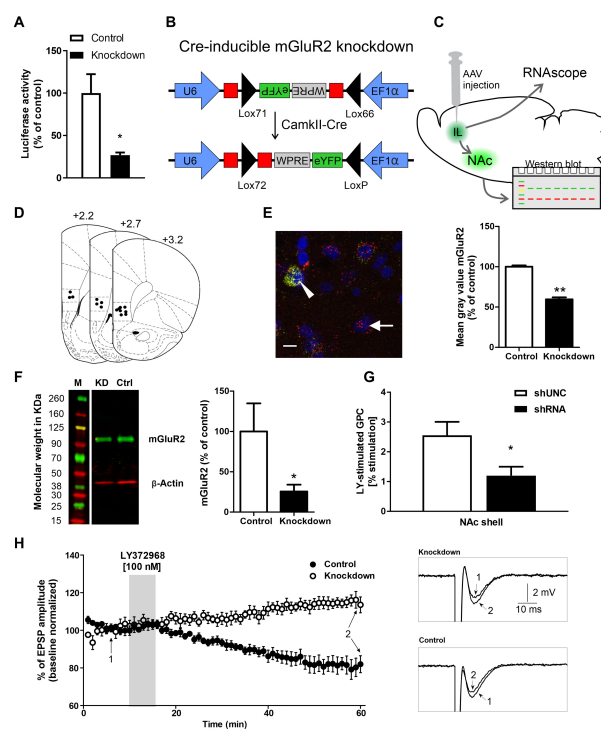 A
Control
Knockdown
Luciferase activity
(% of control)
150
100
50
0
*
B
Cre-inducible mGluR2 knockdown
U6
eYFP
WPRE
EF1α
Lox71
Lox66
CamkII-Cre
U6
WPRE
eYFP
EF1α
Lox72
LoxP
C
AAV
injection
RNAscope
IL
NAc
Western blot
D
+2.2
+2.7
+3.2
E
Mean gray value mGluR2
(% of control)
150
100
50
0
**
Control
Knockdown
F
Molecular weight in KDa
M
KD
Ctrl
260
160
125
90
70
50
38
30
25
15
mGluR2
β-Actin
mGluR2 (% of control)
150
100
50
0
*
Control
Knockdown
G
shUNC
shRNA
LY-stimulated GPC
[% stimulation]
4
3
2
1
0
*
NAc shell
H
LY372968
[100 nM]
Control
Knockdown
% of EPSP amplitude
(baseline normalized)
140
120
100
80
60
1
2
0
20
40
60
Time (min)
Knockdown
1
2
2 mV
10 ms
Control
2
1